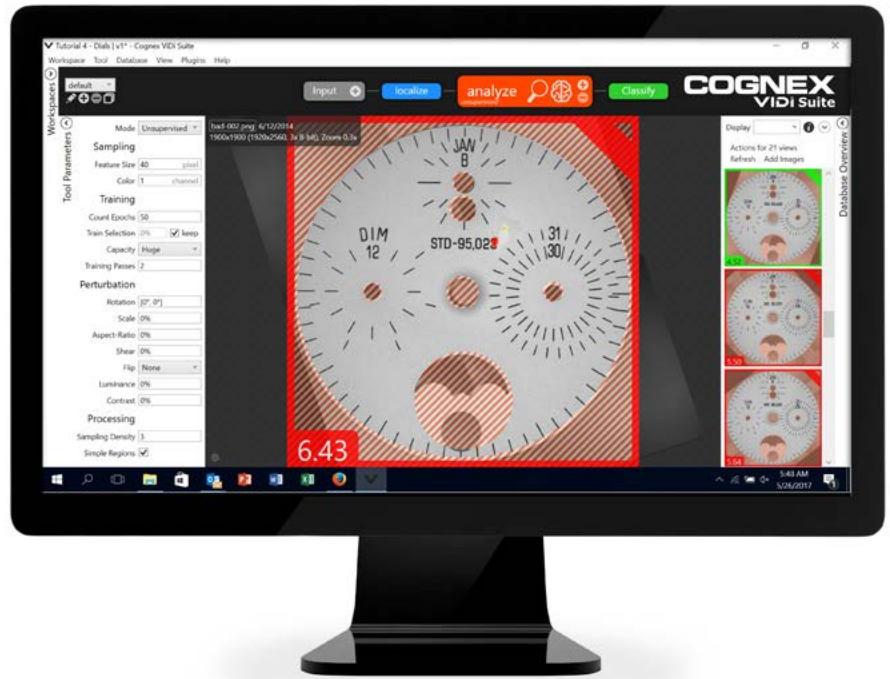 Tutorial 4 - Dials | v1* - Cognex ViDi Suite
Workspace Tool Database View Plugins Help
default
Input
localize
analyze
unsupervised
Classify
COGNEX
ViDi Suite
Workspaces
Tool Parameters
Mode Unsupervised
Sampling
Feature Size 40 pixel
Color 1 channel
Training
Count Epochs 50
Train Selection 0% keep
Capacity Huge
Training Passes 2
Perturbation
Rotation [0°, 0°]
Scale 0%
Aspect-Ratio 0%
Shear 0%
Flip None
Luminance 0%
Contrast 0%
Processing
Sampling Density 3
Simple Regions
bad-002.png, 6/12/2014
1900x1900 (1920x2560, 3x 8-bit), Zoom 0.3x
JAN
B
DIM
12
STD-95,023
31
30
6.43
Display
Actions for 21 views
Refresh Add Images
4.52
5.50
5.64
Database Overview
5:48 AM
5/26/2017